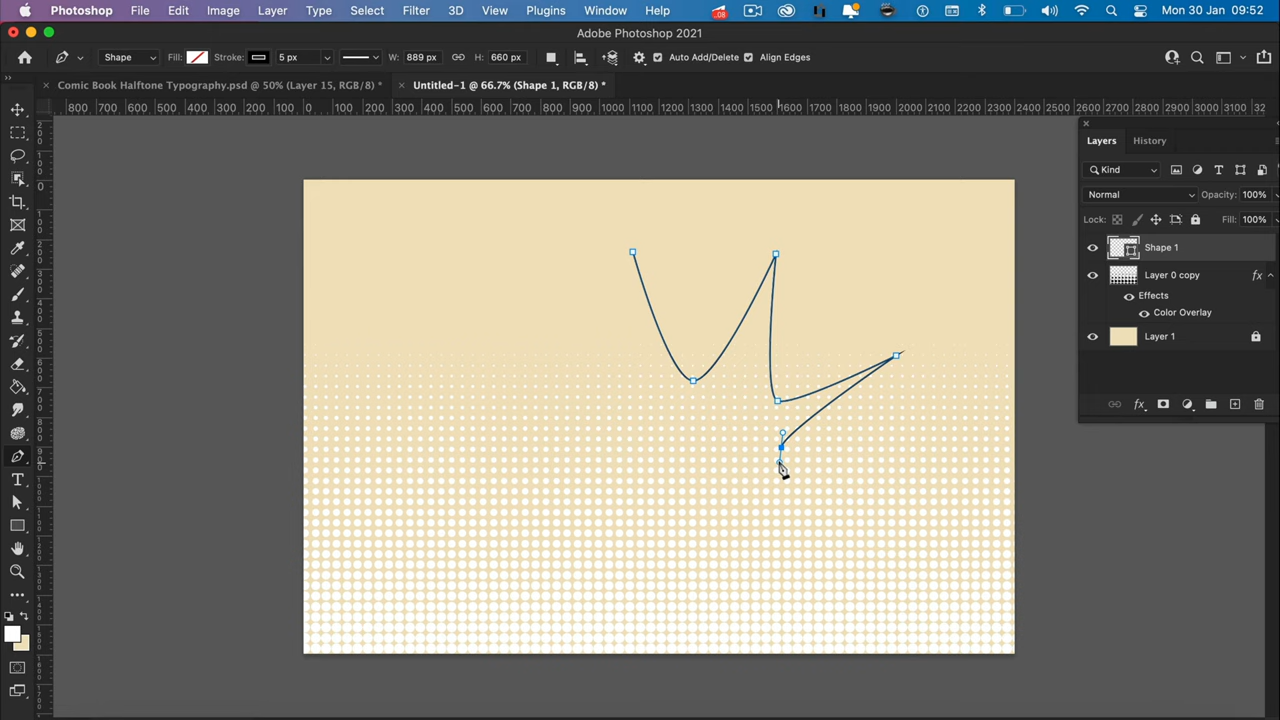 Photoshop File Edit Image Layer Type Select Filter 3D View Plugins Window Help .08 Mon 30 Jan 09:52
Adobe Photoshop 2021
Shape Fill: Stroke: 5 px W: 889 px H: 660 px Auto Add/Delete Align Edges
Comic Book Halftone Typography.psd @ 50% (Layer 15, RGB/8) * Untitled-1 @ 66.7% (Shape 1, RGB/8) *
800 700 600 500 400 300 200 100 0 100 200 300 400 500 600 700 800 900 1000 1100 1200 1300 1400 1500 1600 1700 1800 1900 2000 2100 2200 2300 2400 2500 2600 2700 2800 2900 3000 3100 32
Layers History
Kind
Normal Opacity: 100%
Lock: Fill: 100%
Shape 1
Layer 0 copy fx
Effects
Color Overlay
Layer 1
fx